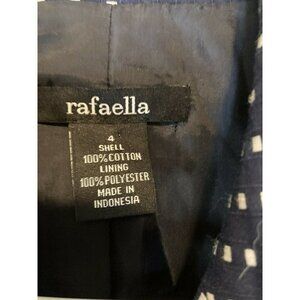 rafaella
4
SHELL
100%COTTON
LINING
100%POLYESTER
MADE IN
INDONESIA